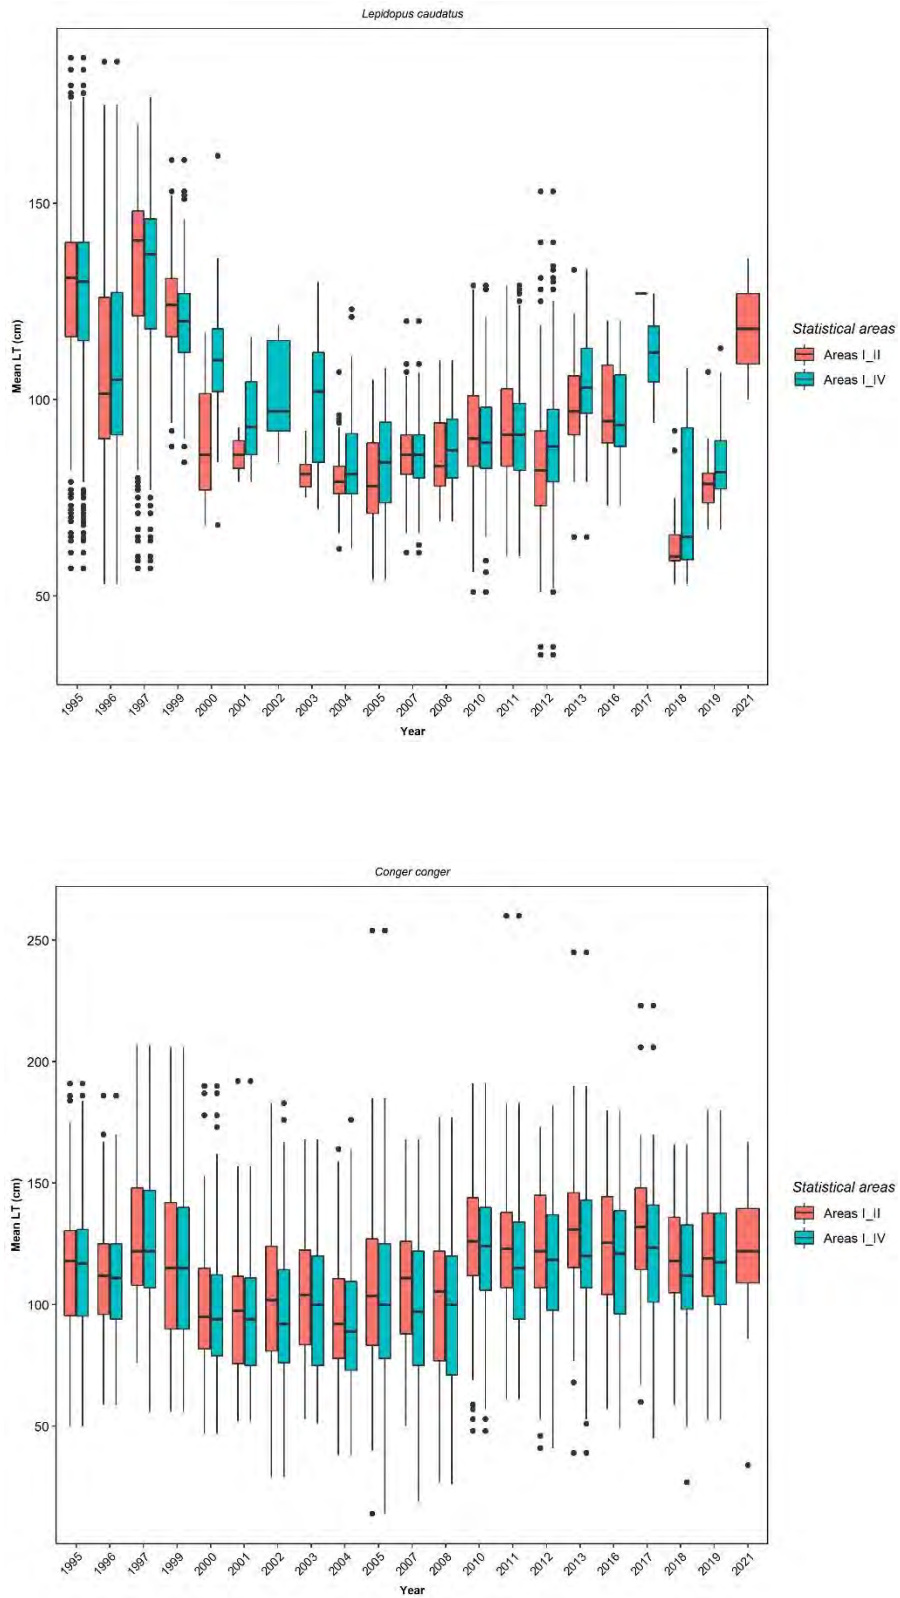 Lepidopus caudatus
150
100
50
Mean LT (cm)
1995 1996 1997 1999 2000 2001 2002 2003 2004 2005 2007 2008 2010 2011 2012 2013 2016 2017 2018 2019 2021
Year
Statistical areas
Areas I_II
Areas I_IV
Conger conger
250
200
150
100
50
Mean LT (cm)
1995 1996 1997 1999 2000 2001 2002 2003 2004 2005 2007 2008 2010 2011 2012 2013 2016 2017 2018 2019 2021
Year
Statistical areas
Areas I_II
Areas I_IV